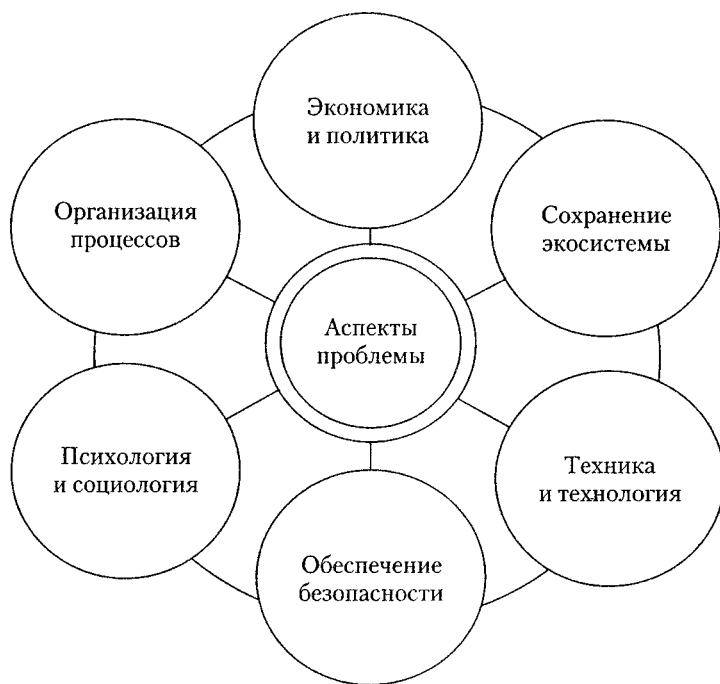 Экономика
и политика
Организация
процессов
Сохранение
экосистемы
Аспекты
проблемы
Психология
и социология
Техника
и технология
Обеспечение
безопасности